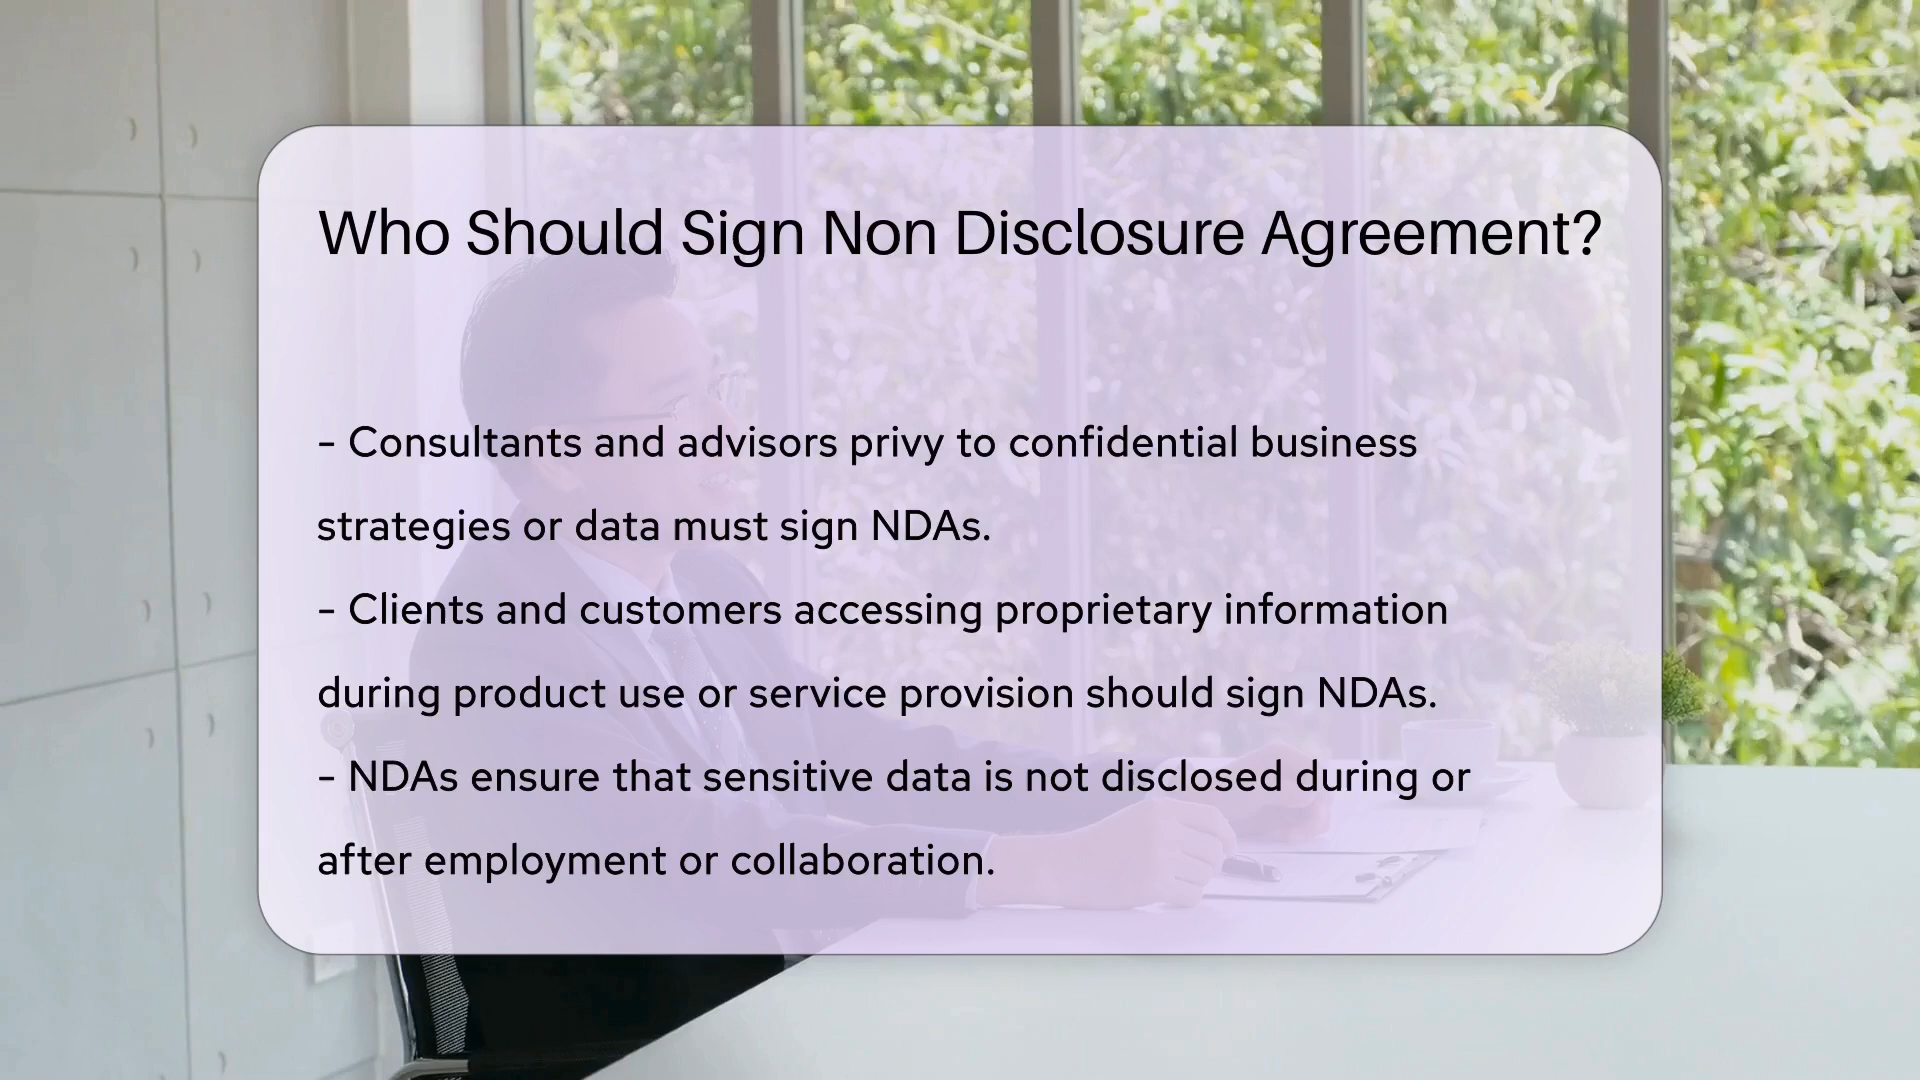 Who Should Sign Non Disclosure Agreement?
- Consultants and advisors privy to confidential business
strategies or data must sign NDAs.
- Clients and customers accessing proprietary information
during product use or service provision should sign NDAs.
- NDAs ensure that sensitive data is not disclosed during or
after employment or collaboration.